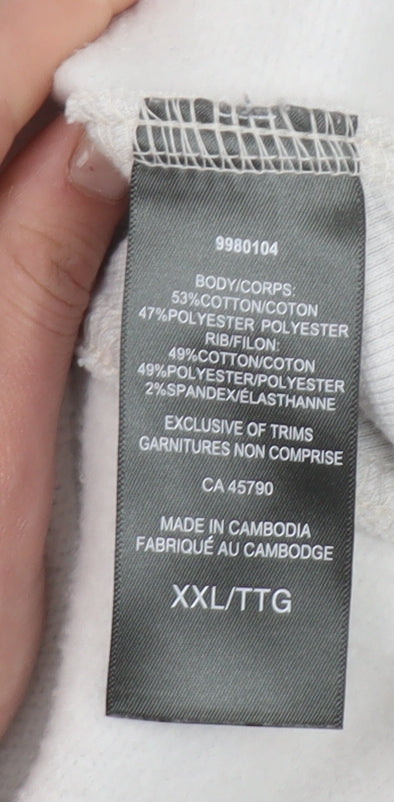 9980104
BODY/CORPS:
53%COTTON/COTON
47%POLYESTER POLYESTER
RIB/FILON:
49%COTTON/COTON
49%POLYESTER/POLYESTER
2%SPANDEX/ÉLASTHANNE
EXCLUSIVE OF TRIMS
GARNITURES NON COMPRISE
CA 45790
MADE IN CAMBODIA
FABRIQUÉ AU CAMBODGE
XXL/TTG